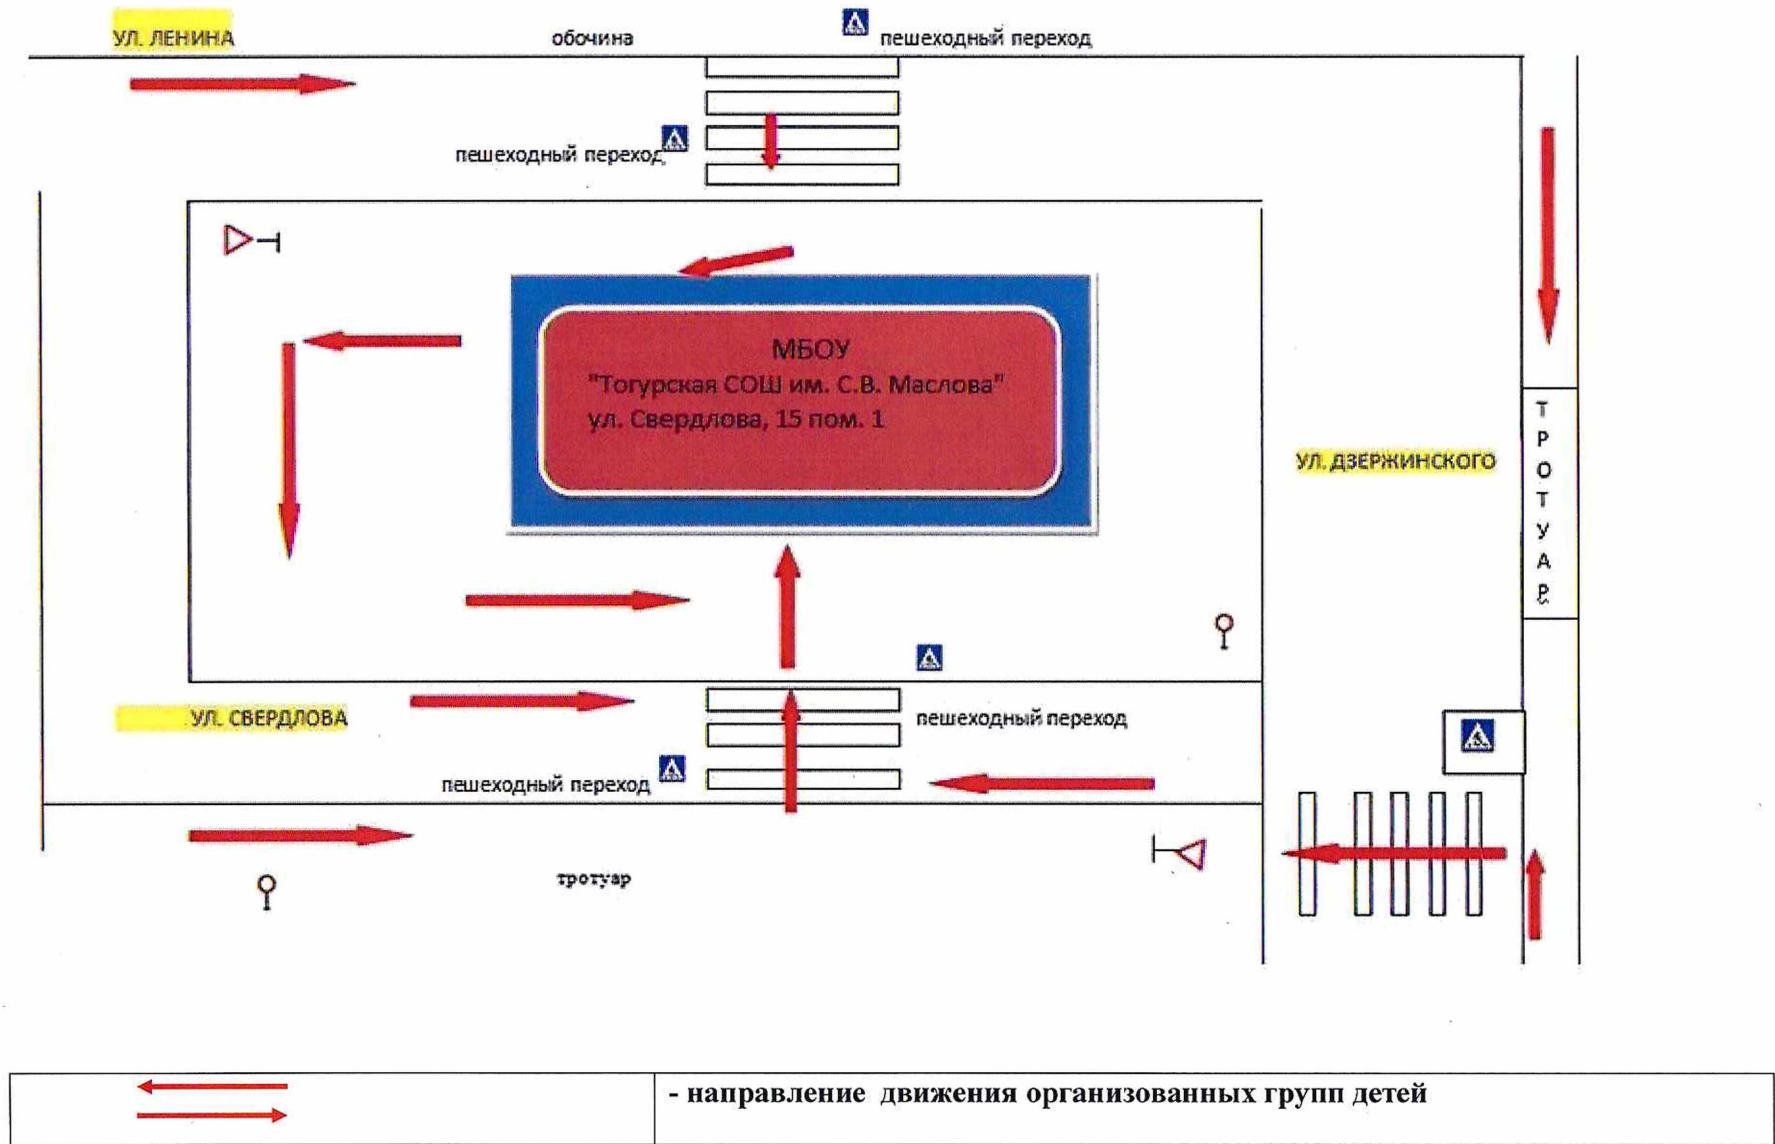 УЛ. ЛЕНИНА
обочина
пешеходный переход
пешеходный переход
МБОУ
"Тогурская СОШ им. С.В. Маслова"
ул. Свердлова, 15 пом. 1
УЛ. ДЗЕРЖИНСКОГО
ТРОТУАР
УЛ. СВЕРДЛОВА
пешеходный переход
пешеходный переход
тротуар
- направление движения организованных групп детей